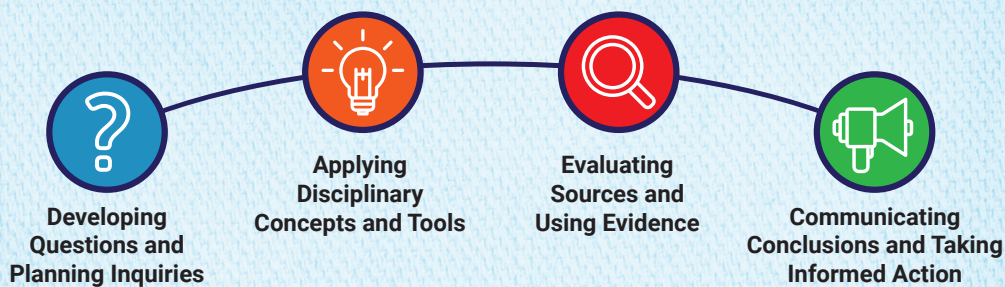 Developing
Questions and
Planning Inquiries
Applying
Disciplinary
Concepts and Tools
Evaluating
Sources and
Using Evidence
Communicating
Conclusions and Taking
Informed Action